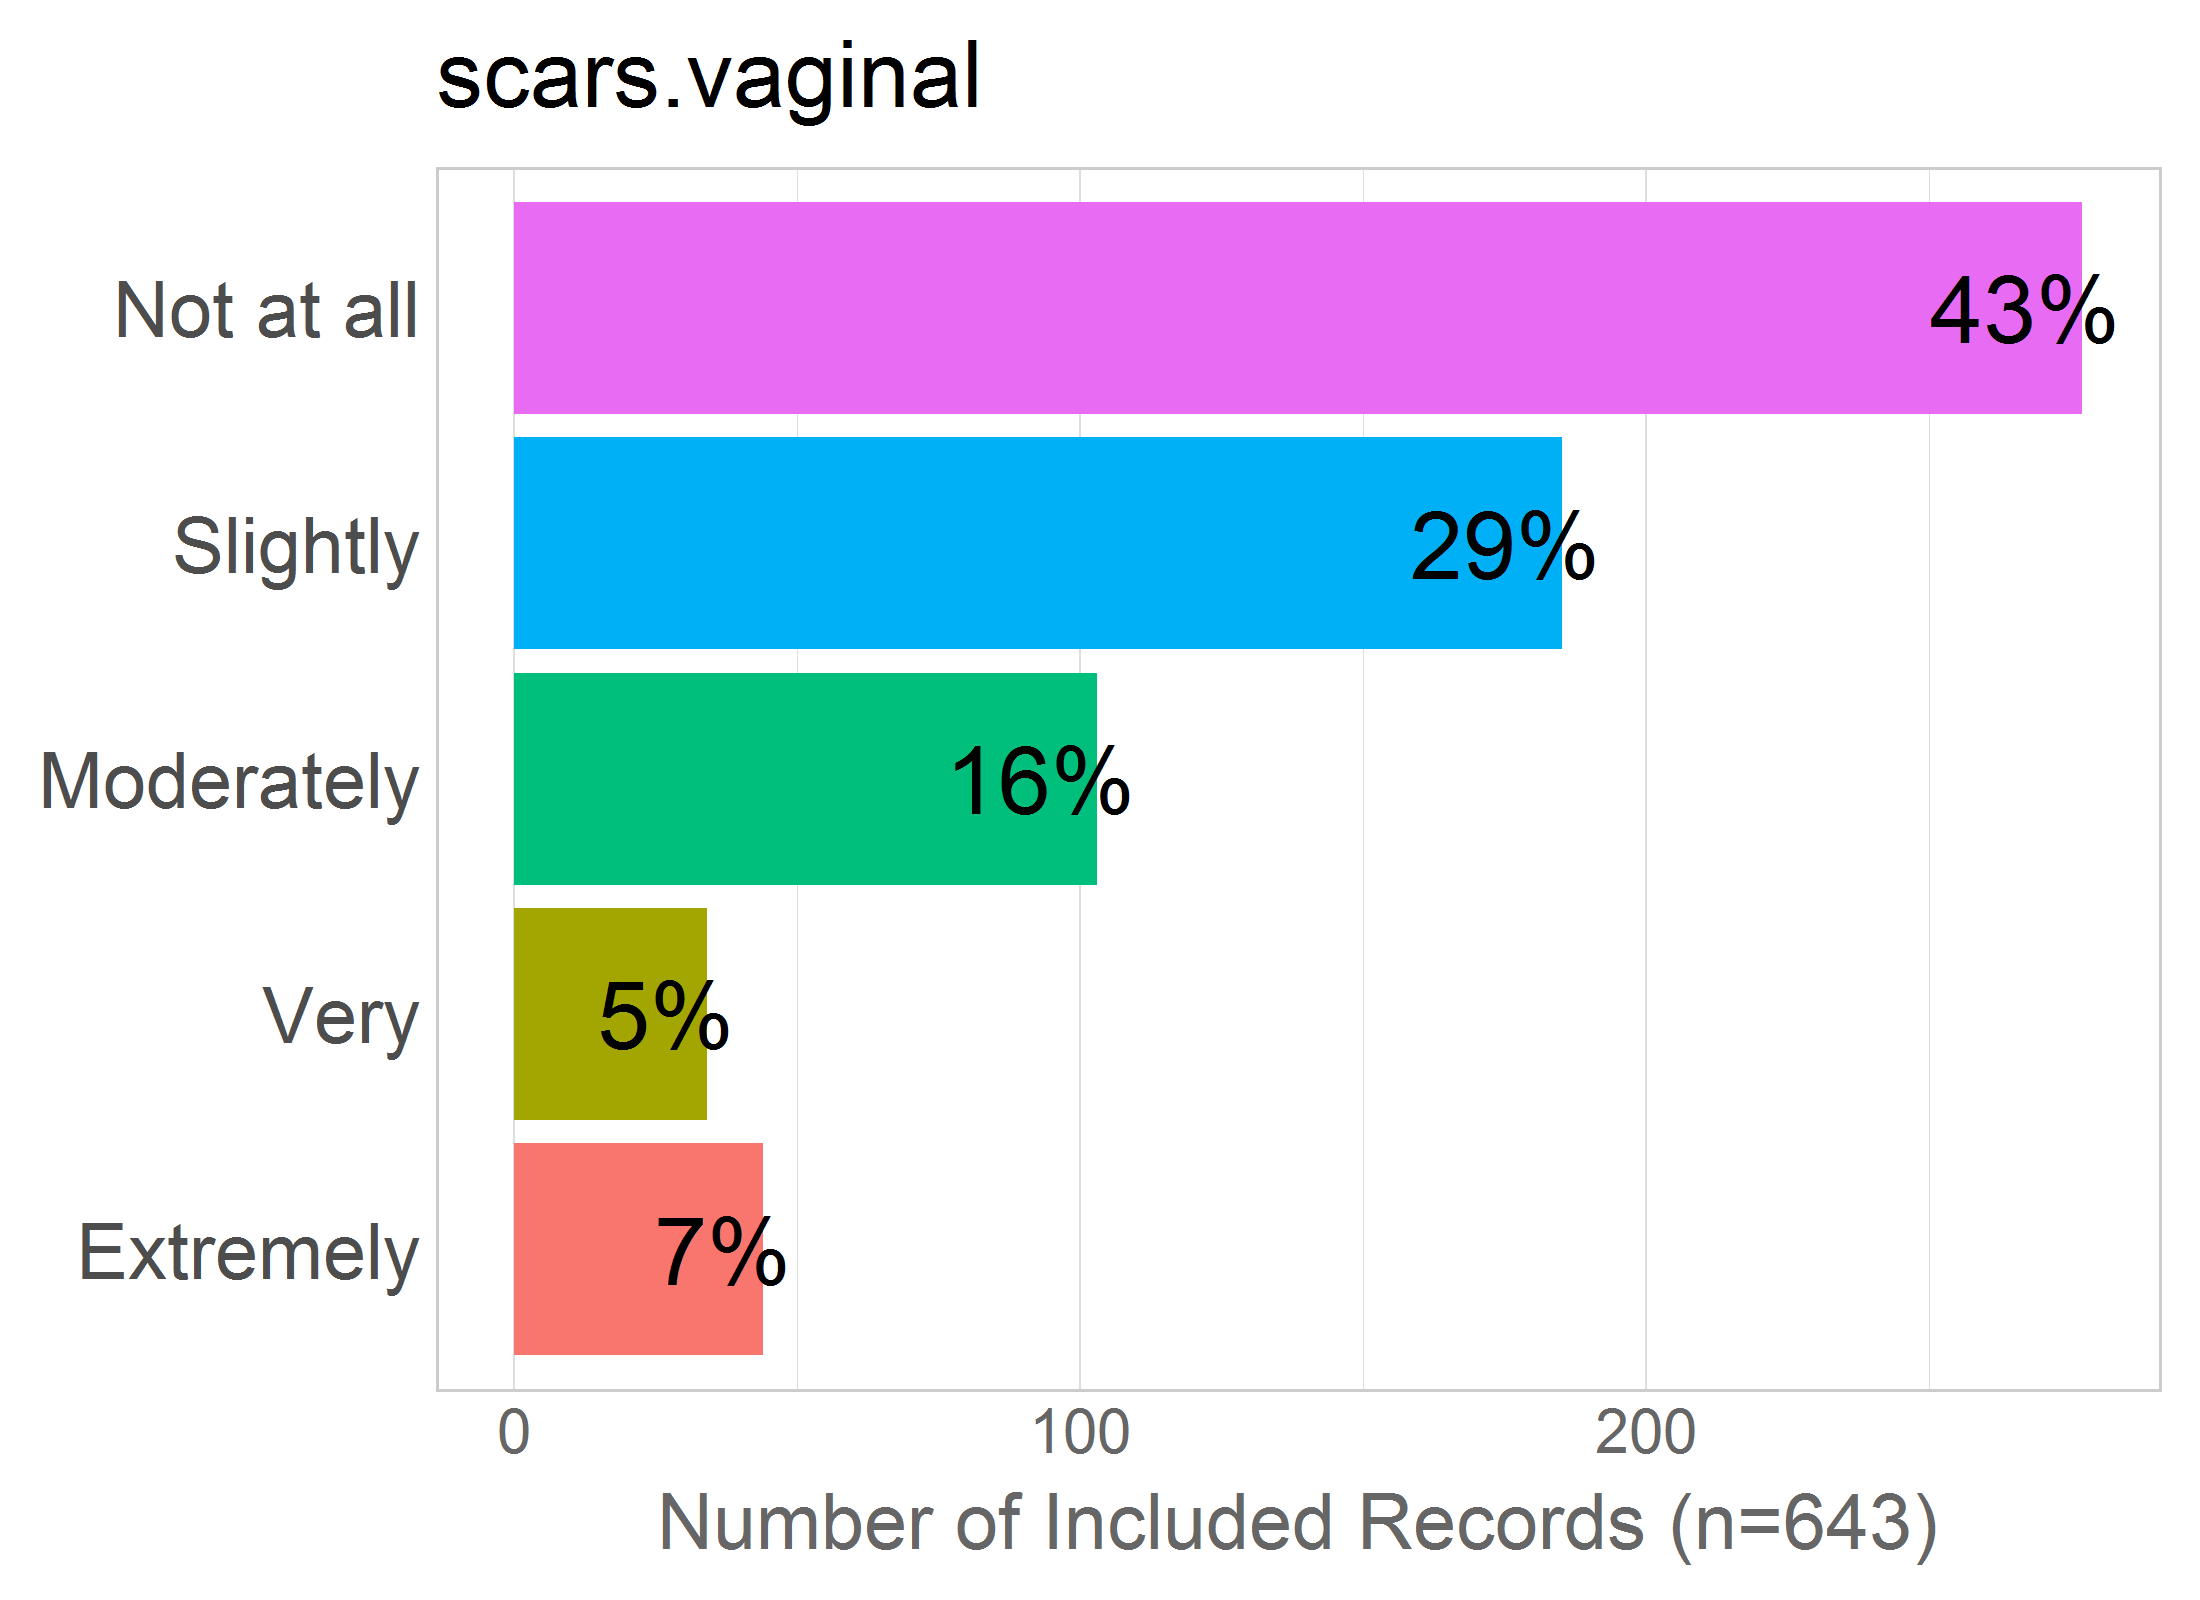 scars.vaginal
Not at all
43%
Slightly
29%
Moderately
16%
Very
5%
Extremely
7%
0 100 200
Number of Included Records (n=643)